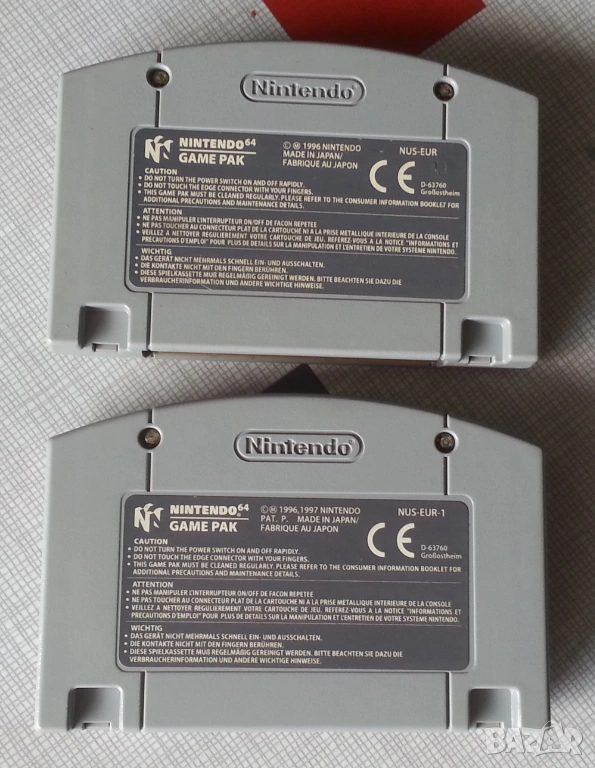 Nintendo
NINTENDO64
GAME PAK
© Ⓜ 1996 NINTENDO
MADE IN JAPAN/
FABRIQUE AU JAPON
NUS-EUR
CE
D-63760
Großostheim
CAUTION
• DO NOT TURN THE POWER SWITCH ON AND OFF RAPIDLY.
• DO NOT TOUCH THE EDGE CONNECTOR WITH YOUR FINGERS.
• THIS GAME PAK MUST BE CLEANED REGULARLY. PLEASE REFER TO THE CONSUMER INFORMATION BOOKLET FOR
ADDITIONAL PRECAUTIONS AND MAINTENANCE DETAILS.
ATTENTION
• NE PAS MANIPULER L'INTERRUPTEUR ON/OFF DE FACON REPETEE
• NE PAS TOUCHER AU CONNECTEUR PLAT DE LA CARTOUCHE NI A LA PRISE METALLIQUE INTERIEURE DE LA CONSOLE
• VEILLEZ A NETTOYER REGULIEREMENT VOTRE CARTOUCHE DE JEU. REFEREZ-VOUS A LA NOTICE "INFORMATIONS ET
PRECAUTIONS D'EMPLOI" POUR PLUS DE DETAILS SUR LA MANIPULATION ET L'ENTRETIEN DE VOTRE SYSTEME NINTENDO.
WICHTIG
• DAS GERÄT NICHT MEHRMALS SCHNELL EIN- UND AUSSCHALTEN.
• DIE KONTAKTE NICHT MIT DEN FINGERN BERÜHREN.
• DIESE SPIELKASSETTE MUß REGELMÄßIG GEREINIGT WERDEN. BITTE BEACHTEN SIE DAZU DIE
VERBRAUCHERINFORMATION UND ANDERE WICHTIGE HINWEISE.
Nintendo
NINTENDO64
GAME PAK
© Ⓜ 1996,1997 NINTENDO
PAT. P. MADE IN JAPAN/
FABRIQUE AU JAPON
NUS-EUR-1
CE
D-63760
Großostheim
CAUTION
• DO NOT TURN THE POWER SWITCH ON AND OFF RAPIDLY.
• DO NOT TOUCH THE EDGE CONNECTOR WITH YOUR FINGERS.
• THIS GAME PAK MUST BE CLEANED REGULARLY. PLEASE REFER TO THE CONSUMER INFORMATION BOOKLET FOR
ADDITIONAL PRECAUTIONS AND MAINTENANCE DETAILS.
ATTENTION
• NE PAS MANIPULER L'INTERRUPTEUR ON/OFF DE FACON REPETEE
• NE PAS TOUCHER AU CONNECTEUR PLAT DE LA CARTOUCHE NI A LA PRISE METALLIQUE INTERIEURE DE LA CONSOLE
• VEILLEZ A NETTOYER REGULIEREMENT VOTRE CARTOUCHE DE JEU. REFEREZ-VOUS A LA NOTICE "INFORMATIONS ET
PRECAUTIONS D'EMPLOI" POUR PLUS DE DETAILS SUR LA MANIPULATION ET L'ENTRETIEN DE VOTRE SYSTEME NINTENDO.
WICHTIG
• DAS GERÄT NICHT MEHRMALS SCHNELL EIN- UND AUSSCHALTEN.
• DIE KONTAKTE NICHT MIT DEN FINGERN BERÜHREN.
• DIESE SPIELKASSETTE MUß REGELMÄßIG GEREINIGT WERDEN. BITTE BEACHTEN SIE DAZU DIE
VERBRAUCHERINFORMATION UND ANDERE WICHTIGE HINWEISE.
BAZAR